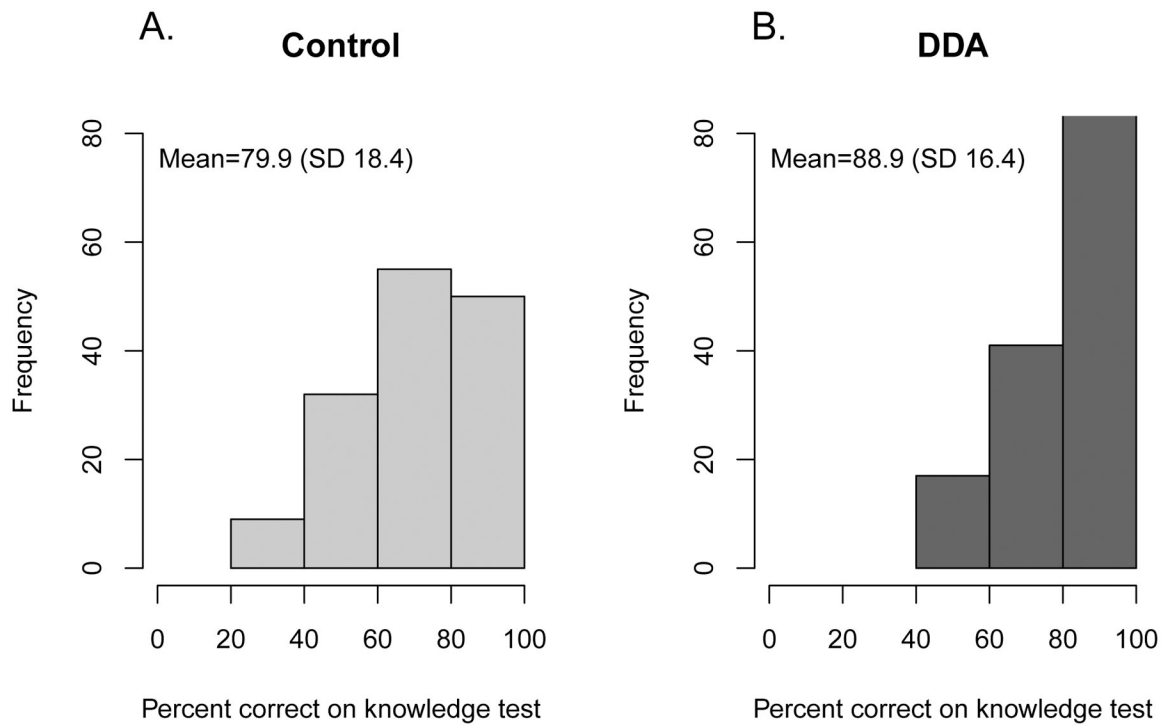 A.
Control
Mean=79.9 (SD 18.4)
Frequency
80
60
40
20
0
0 20 40 60 80 100
Percent correct on knowledge test
B.
DDA
Mean=88.9 (SD 16.4)
Frequency
80
60
40
20
0
0 20 40 60 80 100
Percent correct on knowledge test